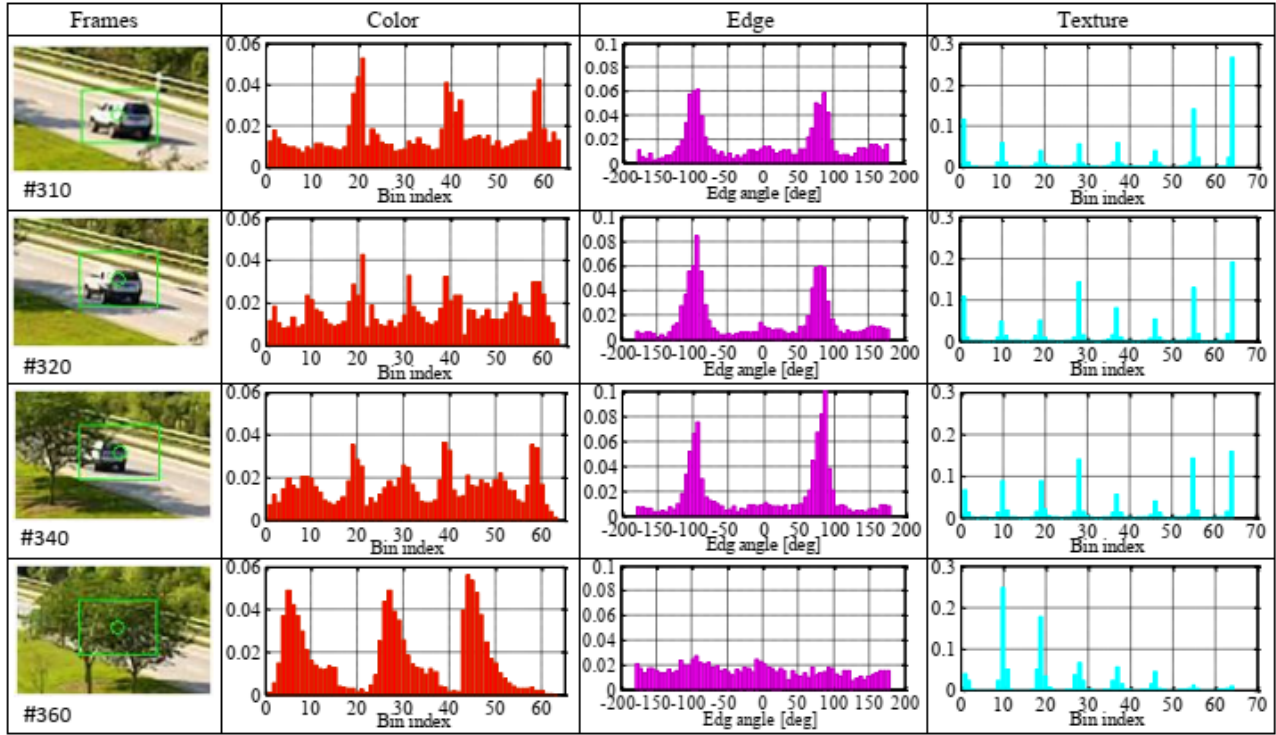 Frames Color Edge Texture
0.06 0.1 0.3
0.04 0.08 0.2
0.02 0.06 0.1
0 0.04 0
0.02
0
0 10 20 30 40 50 60 -200-150-100 -50 0 50 100 150 200 0 10 20 30 40 50 60 70
#310 Bin index Edg angle [deg] Bin index
0.06 0.1 0.3
0.04 0.08 0.2
0.02 0.06 0.1
0 0.04 0
0.02
0
0 10 20 30 40 50 60 -200-150-100 -50 0 50 100 150 200 0 10 20 30 40 50 60 70
#320 Bin index Edg angle [deg] Bin index
0.06 0.1 0.3
0.04 0.08 0.2
0.02 0.06 0.1
0 0.04 0
0.02
0
0 10 20 30 40 50 60 -200-150-100 -50 0 50 100 150 200 0 10 20 30 40 50 60 70
#340 Bin index Edg angle [deg] Bin index
0.06 0.1 0.3
0.04 0.08 0.2
0.02 0.06 0.1
0 0.04 0
0.02
0
0 10 20 30 40 50 60 -200-150-100 -50 0 50 100 150 200 0 10 20 30 40 50 60 70
#360 Bin index Edg angle [deg] Bin index